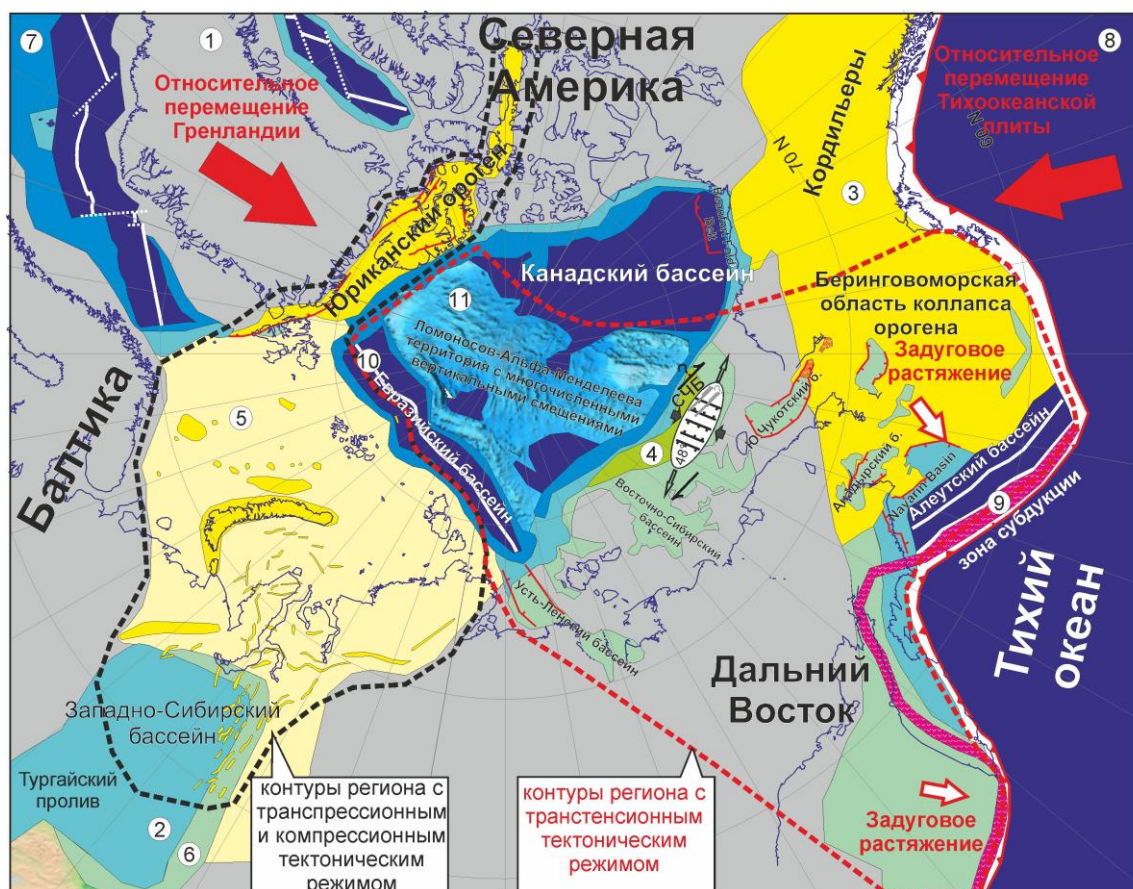 7
1
Относительное
перемещение
Гренландии
Северная
Америка
Кордильеры
70 N
60 N
8
Относительное
перемещение
Тихоокеанской
плиты
3
Юриканский ороген
Канадский бассейн
11
Ломоносов-Альфа-Менделеева
территория с многочисленными
вертикальными смещениями
10
Евразийский бассейн
Беринговоморская
область коллапса
орогена
Задуговое
растяжение
Балтика
5
СЧБ
48°
4
Ю.Чукотский б.
Восточно-Сибирский
бассейн
Анадырский б.
Navarin Basin
Алеутский бассейн
9
зона субдукции
Тихий
океан
Усть-Ленский бассейн
Дальний
Восток
Западно-Сибирский
бассейн
Тургайский
пролив
2
6
контуры региона с
транспрессионным
и компрессионным
тектоническим
режимом
контуры региона с
транстенсионным
тектоническим
режимом
Задуговое
растяжение